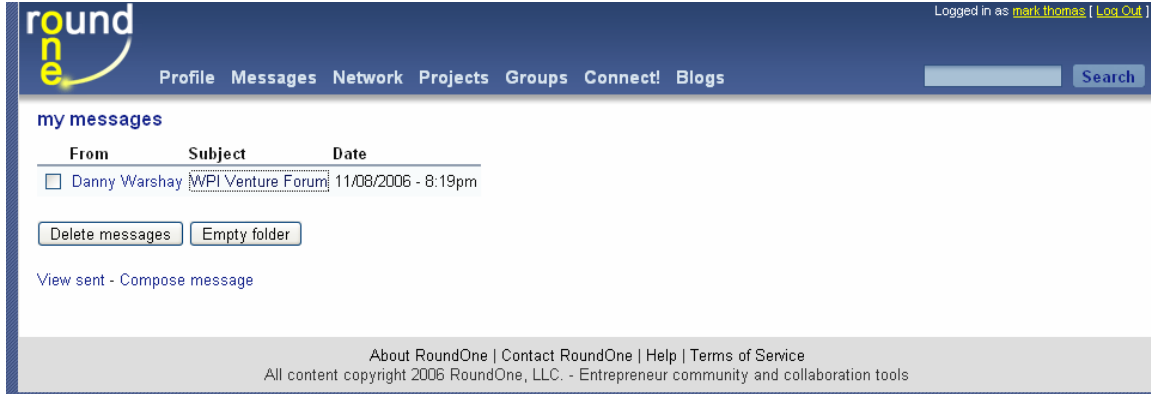 Logged in as mark thomas [ Log Out ]
round
one
Profile Messages Network Projects Groups Connect! Blogs Search
my messages
From Subject Date
Danny Warshay WPI Venture Forum 11/08/2006 - 8:19pm
Delete messages Empty folder
View sent - Compose message
About RoundOne | Contact RoundOne | Help | Terms of Service
All content copyright 2006 RoundOne, LLC. - Entrepreneur community and collaboration tools